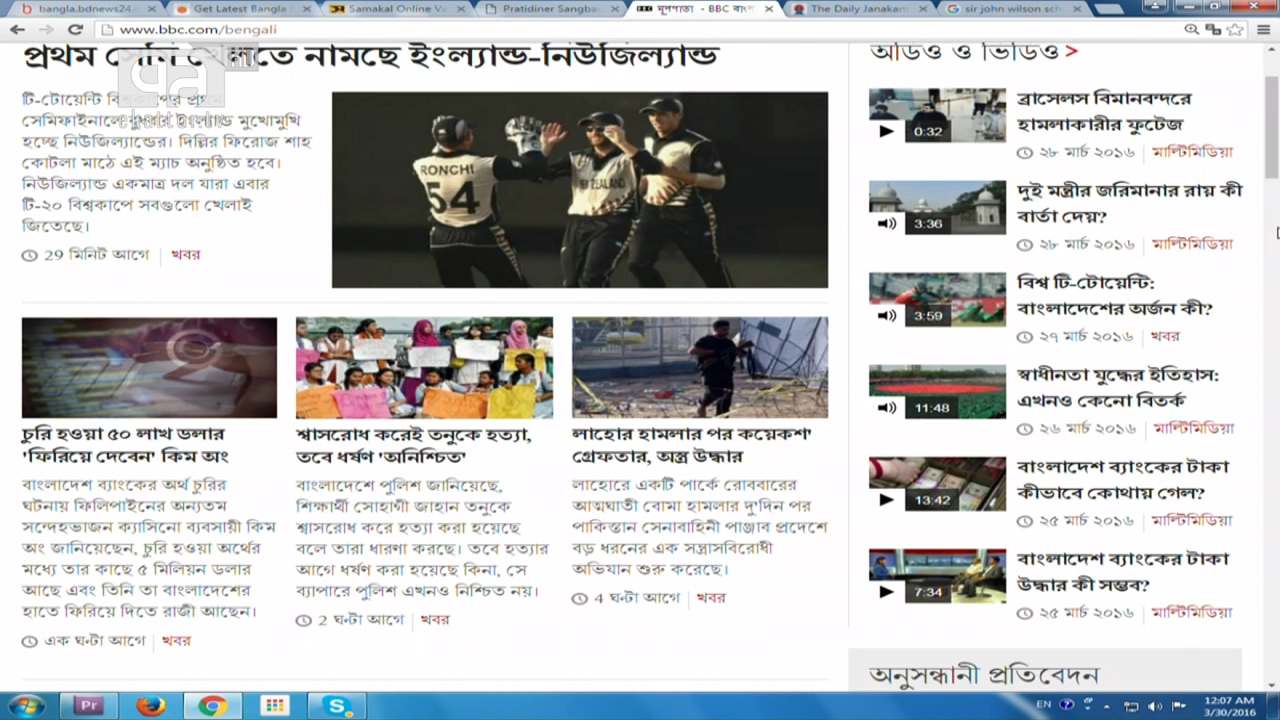 bangla.bdnews24.
Get Latest Bangla
Samakal Online V
Pratidiner Sangba
মূলপাতা - BBC বাংল
The Daily Janakan
sir john wilson sch
www.bbc.com/bengali
প্রথম সেমি খেলতে নামছে ইংল্যান্ড-নিউজিল্যান্ড
টি-টোয়েন্টি বিশ্বকাপের প্রথম
সেমিফাইনালে বুধবার ইংল্যান্ড মুখোমুখি
হচ্ছে নিউজিল্যান্ডের। দিল্লির ফিরোজ শাহ
কোটলা মাঠে এই ম্যাচ অনুষ্ঠিত হবে।
নিউজিল্যান্ড একমাত্র দল যারা এবার
টি-২০ বিশ্বকাপে সবগুলো খেলাই
জিতেছে।
29 মিনিট আগে খবর
RONCHI
54
ZEALAND
চুরি হওয়া ৫০ লাখ ডলার
'ফিরিয়ে দেবেন' কিম অং
বাংলাদেশ ব্যাংকের অর্থ চুরির
ঘটনায় ফিলিপাইনের অন্যতম
সন্দেহভাজন ক্যাসিনো ব্যবসায়ী কিম
অং জানিয়েছেন, চুরি হওয়া অর্থের
মধ্যে তার কাছে ৫ মিলিয়ন ডলার
আছে এবং তিনি তা বাংলাদেশের
হাতে ফিরিয়ে দিতে রাজী আছেন।
এক ঘন্টা আগে খবর
শ্বাসরোধ করেই তনুকে হত্যা,
তবে ধর্ষণ 'অনিশ্চিত'
বাংলাদেশে পুলিশ জানিয়েছে,
শিক্ষার্থী সোহাগী জাহান তনুকে
শ্বাসরোধ করে হত্যা করা হয়েছে
বলে তারা ধারণা করছে। তবে হত্যার
আগে ধর্ষণ করা হয়েছে কিনা, সে
ব্যাপারে পুলিশ এখনও নিশ্চিত নয়।
2 ঘন্টা আগে খবর
লাহোর হামলার পর কয়েকশ'
গ্রেফতার, অস্ত্র উদ্ধার
লাহোরে একটি পার্কে রোববারের
আত্মঘাতী বোমা হামলার দু'দিন পর
পাকিস্তান সেনাবাহিনী পাঞ্জাব প্রদেশে
বড় ধরনের এক সন্ত্রাসবিরোধী
অভিযান শুরু করেছে।
4 ঘন্টা আগে খবর
অডিও ও ভিডিও >
0:32
ব্রাসেলস বিমানবন্দরে
হামলাকারীর ফুটেজ
২৮ মার্চ ২০১৬ মাল্টিমিডিয়া
3:36
দুই মন্ত্রীর জরিমানার রায় কী
বার্তা দেয়?
২৮ মার্চ ২০১৬ মাল্টিমিডিয়া
3:59
বিশ্ব টি-টোয়েন্টি:
বাংলাদেশের অর্জন কী?
২৭ মার্চ ২০১৬ খবর
11:48
স্বাধীনতা যুদ্ধের ইতিহাস:
এখনও কেনো বিতর্ক
২৬ মার্চ ২০১৬ মাল্টিমিডিয়া
13:42
বাংলাদেশ ব্যাংকের টাকা
কীভাবে কোথায় গেল?
২৫ মার্চ ২০১৬ মাল্টিমিডিয়া
7:34
বাংলাদেশ ব্যাংকের টাকা
উদ্ধার কী সম্ভব?
২৫ মার্চ ২০১৬ মাল্টিমিডিয়া
অনুসন্ধানী প্রতিবেদন
Pr
EN
12:07 AM
3/30/2016